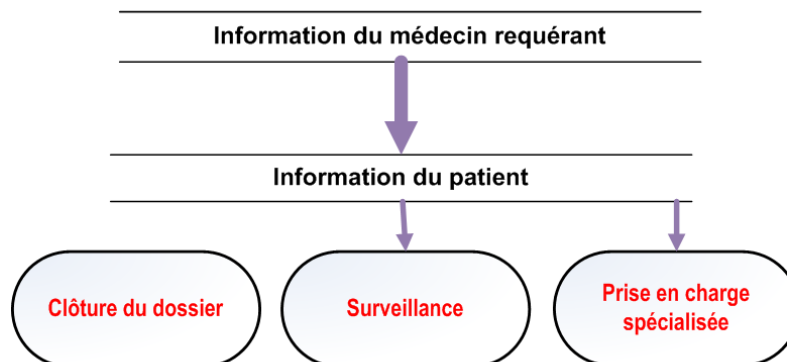 Information du médecin requérant
Information du patient
Clôture du dossier
Surveillance
Prise en charge
spécialisée